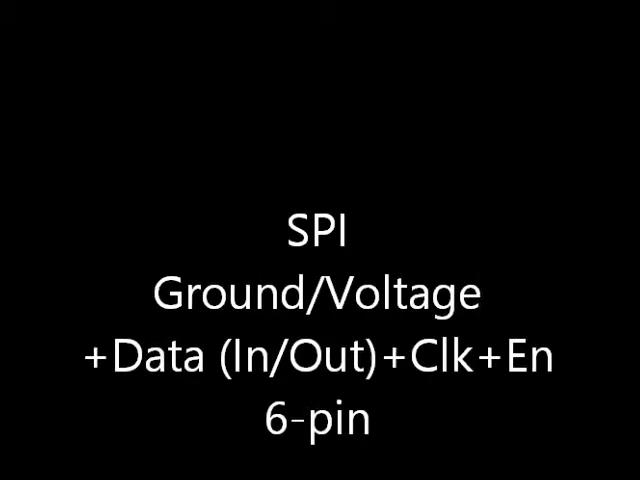 SPI
Ground/Voltage
+Data (In/Out)+Clk+En
6-pin